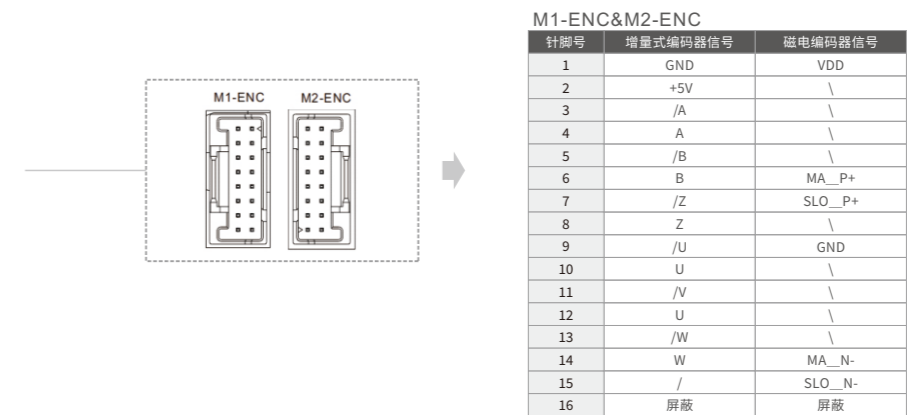 M1-ENC&M2-ENC
M1-ENC M2-ENC
针脚号 增量式编码器信号 磁电编码器信号
1 GND VDD
2 +5V \
3 /A \
4 A \
5 /B \
6 B MA__P+
7 /Z SLO__P+
8 Z \
9 /U GND
10 U \
11 /V \
12 U \
13 /W \
14 W MA__N-
15 / SLO__N-
16 屏蔽 屏蔽